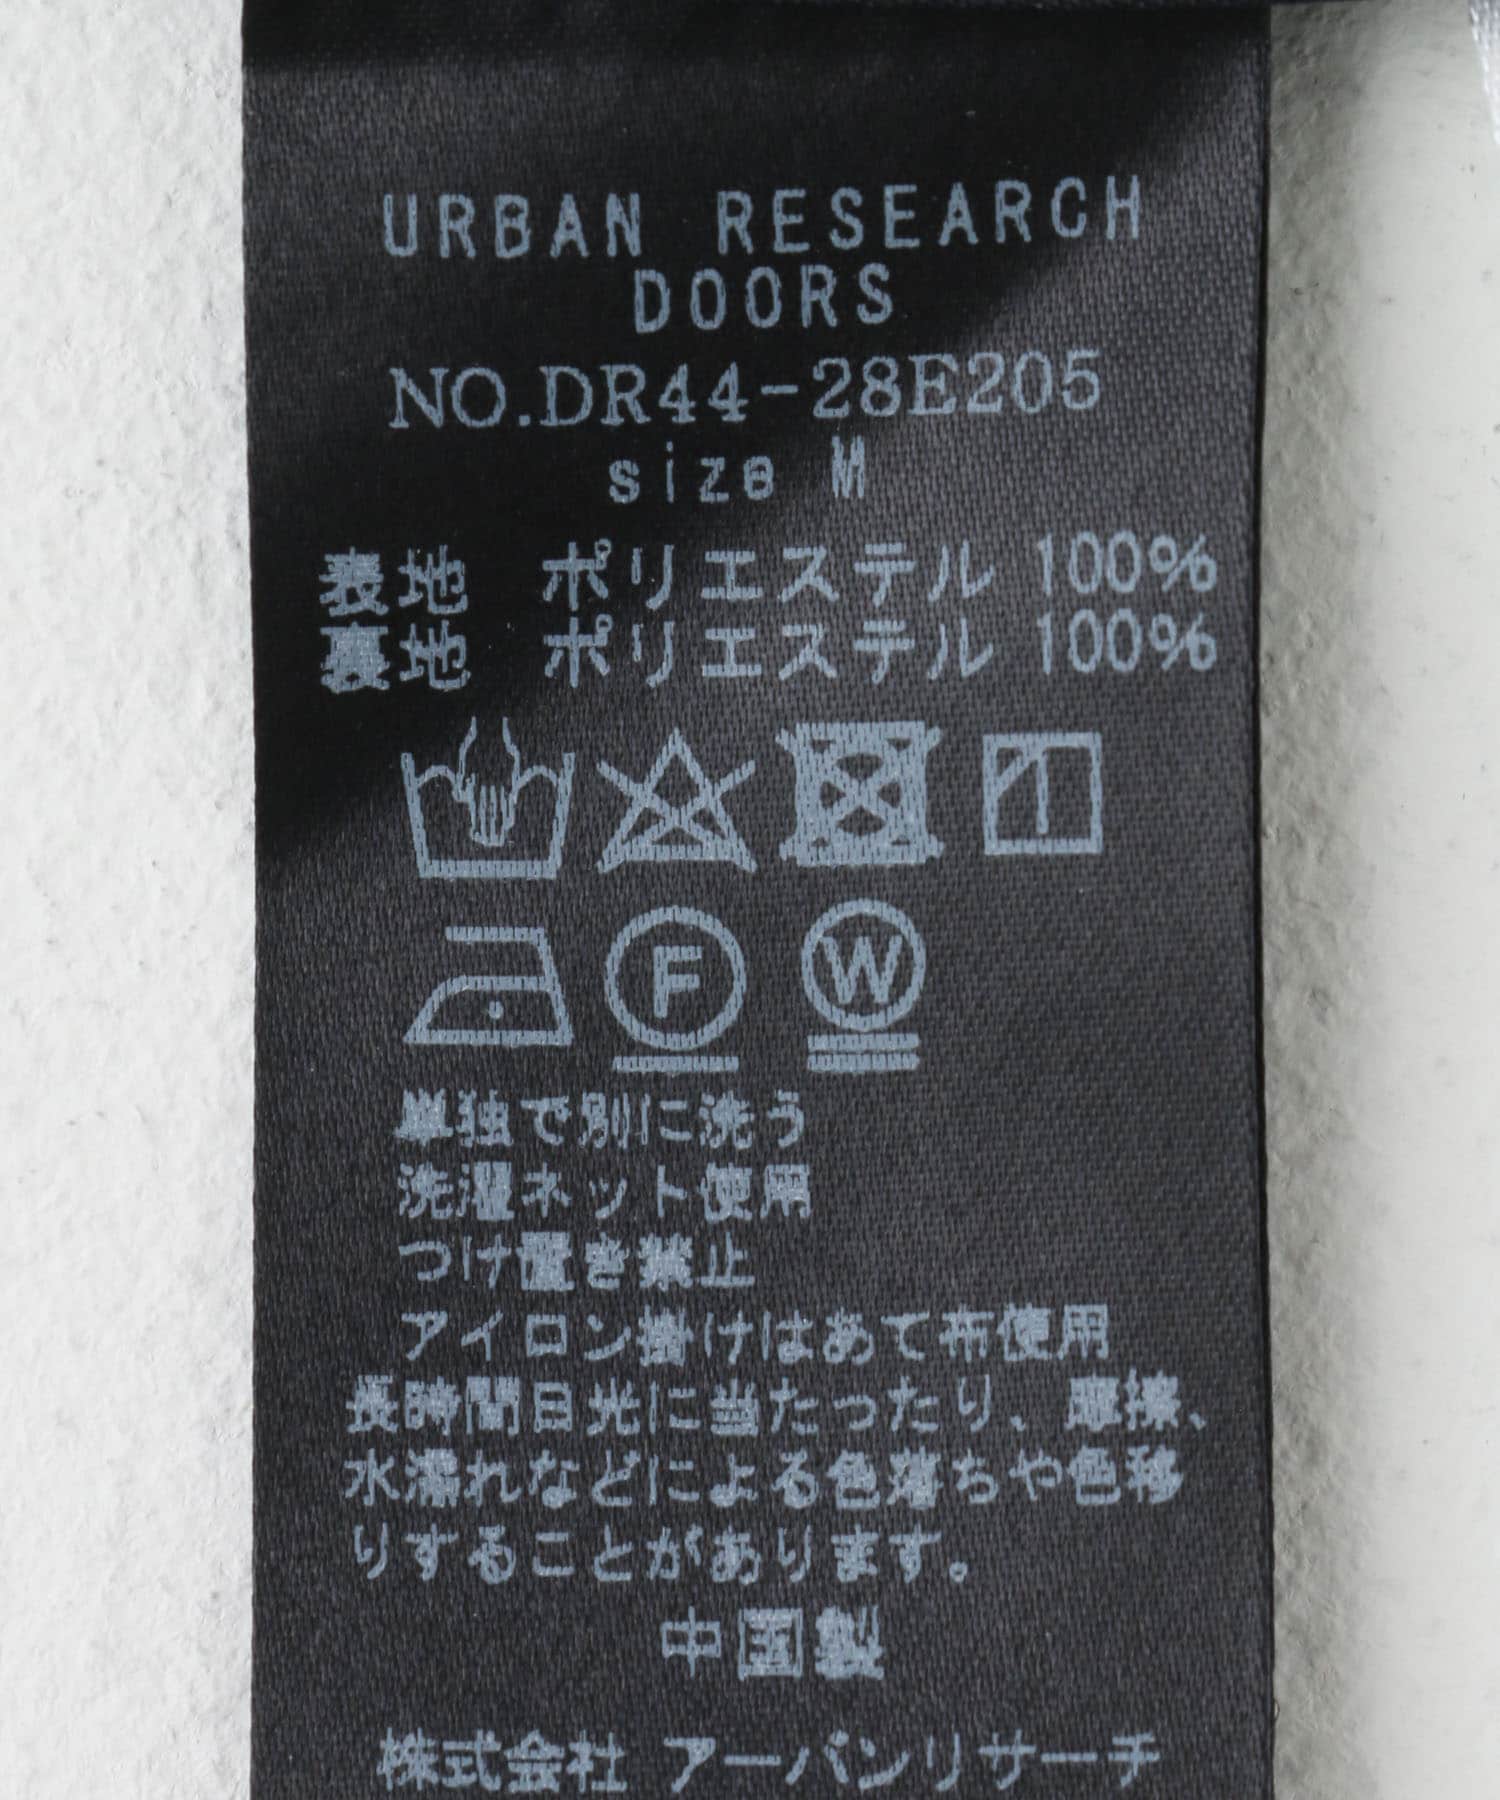 URBAN RESEARCH
DOORS
NO.DR44-28E205
size M
表地 ポリエステル 100%
裏地 ポリエステル 100%
F W
単独で別に洗う
洗濯ネット使用
つけ置き禁止
アイロン掛けはあて布使用
長時間日光に当たったり、摩擦、
水濡れなどによる色落ちや色移
りすることがあります。
中国製
株式会社 アーバンリサーチ